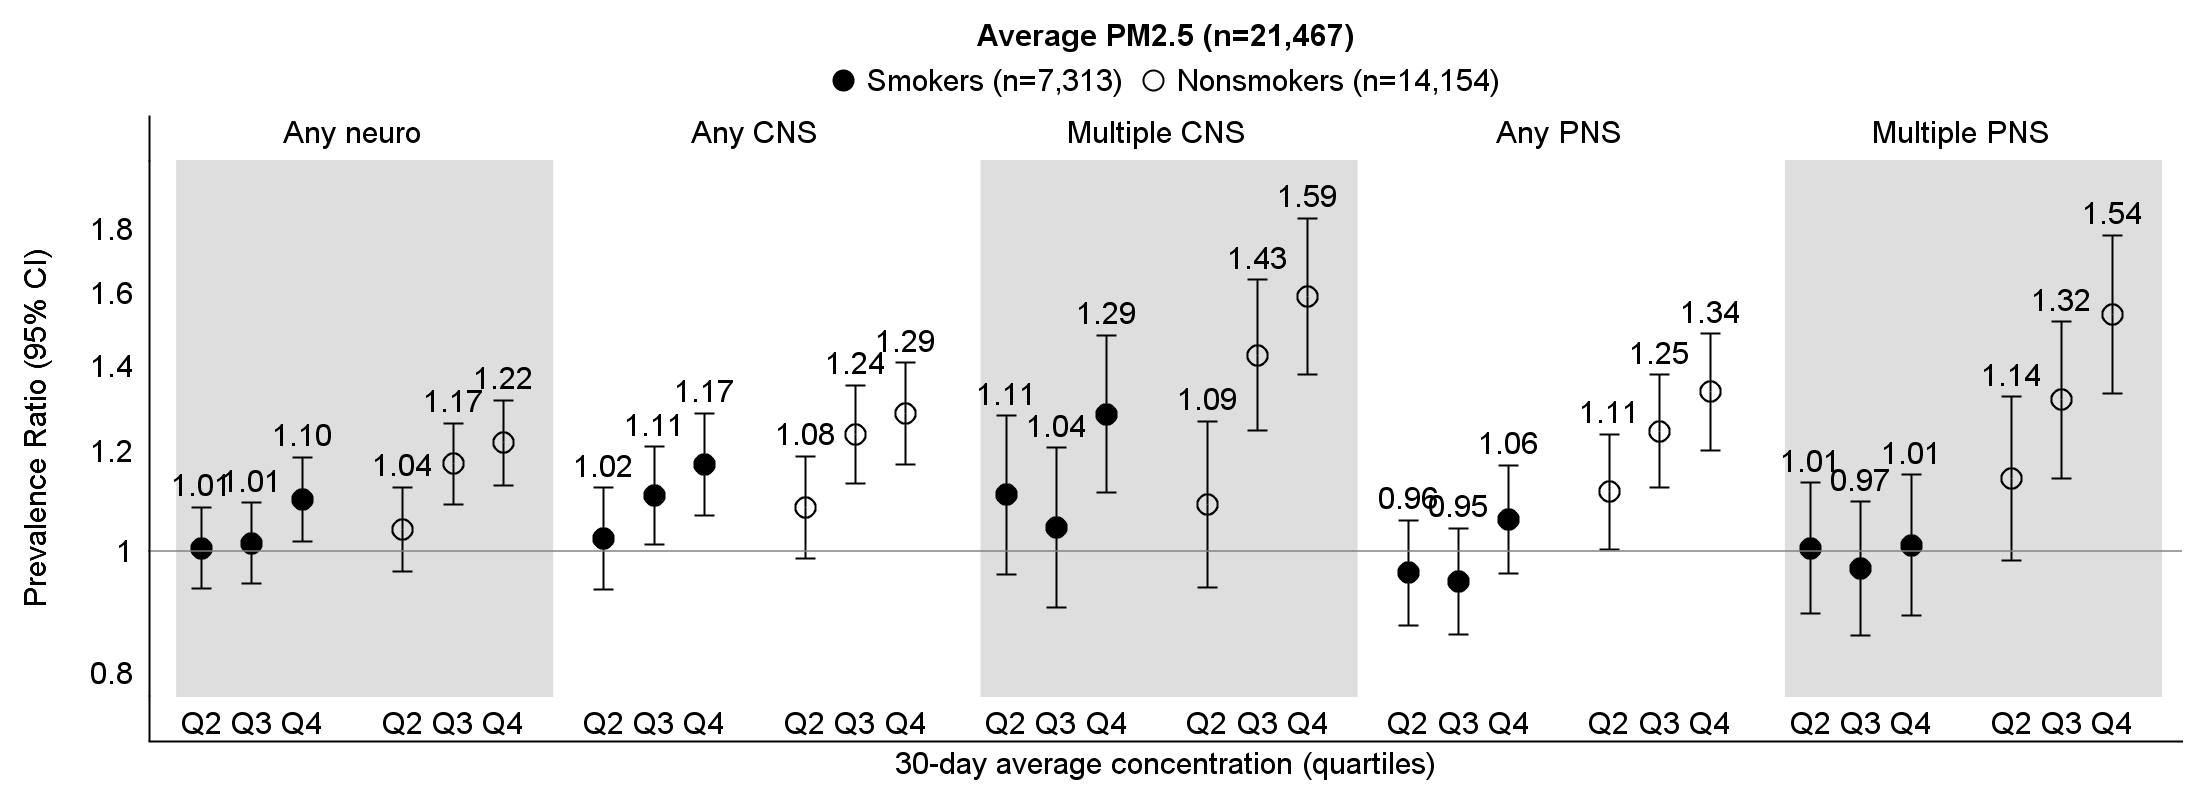 Average PM2.5 (n=21,467)
Smokers (n=7,313) Nonsmokers (n=14,154)
Any neuro Any CNS Multiple CNS Any PNS Multiple PNS
Prevalence Ratio (95% CI)
1.8
1.6
1.4
1.2
1
0.8
1.01 1.01 1.10 1.04 1.17 1.22
1.02 1.11 1.17 1.08 1.24 1.29
1.11 1.04 1.29 1.09 1.43 1.59
0.96 0.95 1.06 1.11 1.25 1.34
1.01 0.97 1.01 1.14 1.32 1.54
Q2 Q3 Q4 Q2 Q3 Q4 Q2 Q3 Q4 Q2 Q3 Q4 Q2 Q3 Q4 Q2 Q3 Q4 Q2 Q3 Q4 Q2 Q3 Q4 Q2 Q3 Q4 Q2 Q3 Q4
30-day average concentration (quartiles)